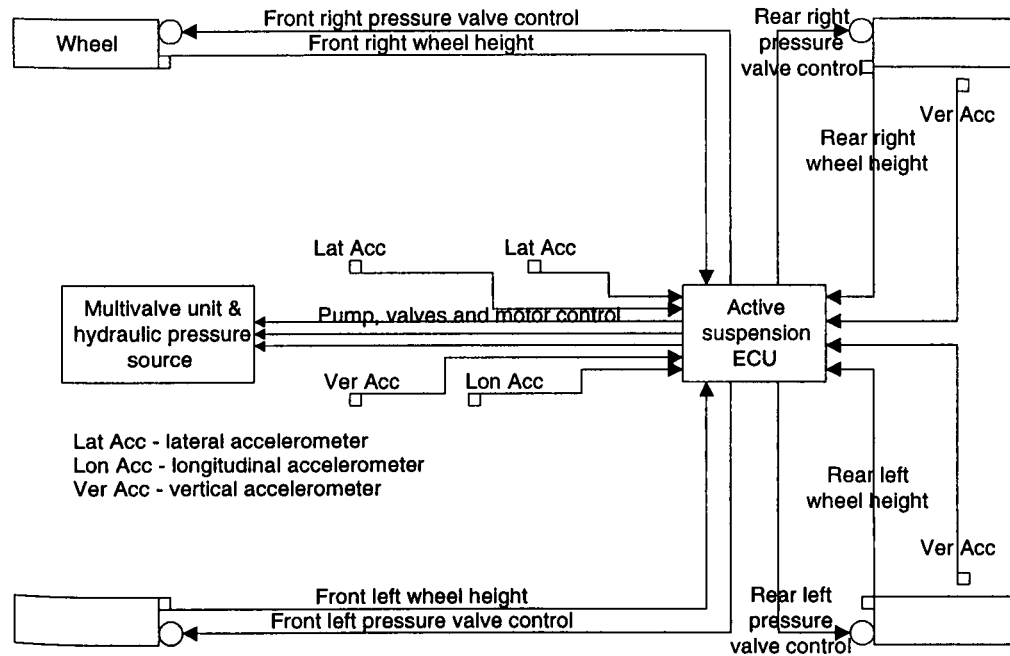 Front right pressure valve control
Wheel
Front right wheel height
Rear right
pressure
valve control
Ver Acc
Rear right
wheel height
Lat Acc
Lat Acc
Multivalve unit &
hydraulic pressure
source
Pump, valves and motor control
Active
suspension
ECU
Ver Acc
Lon Acc
Lat Acc - lateral accelerometer
Lon Acc - longitudinal accelerometer
Ver Acc - vertical accelerometer
Rear left
wheel height
Ver Acc
Front left wheel height
Front left pressure valve control
Rear left
pressure
valve control